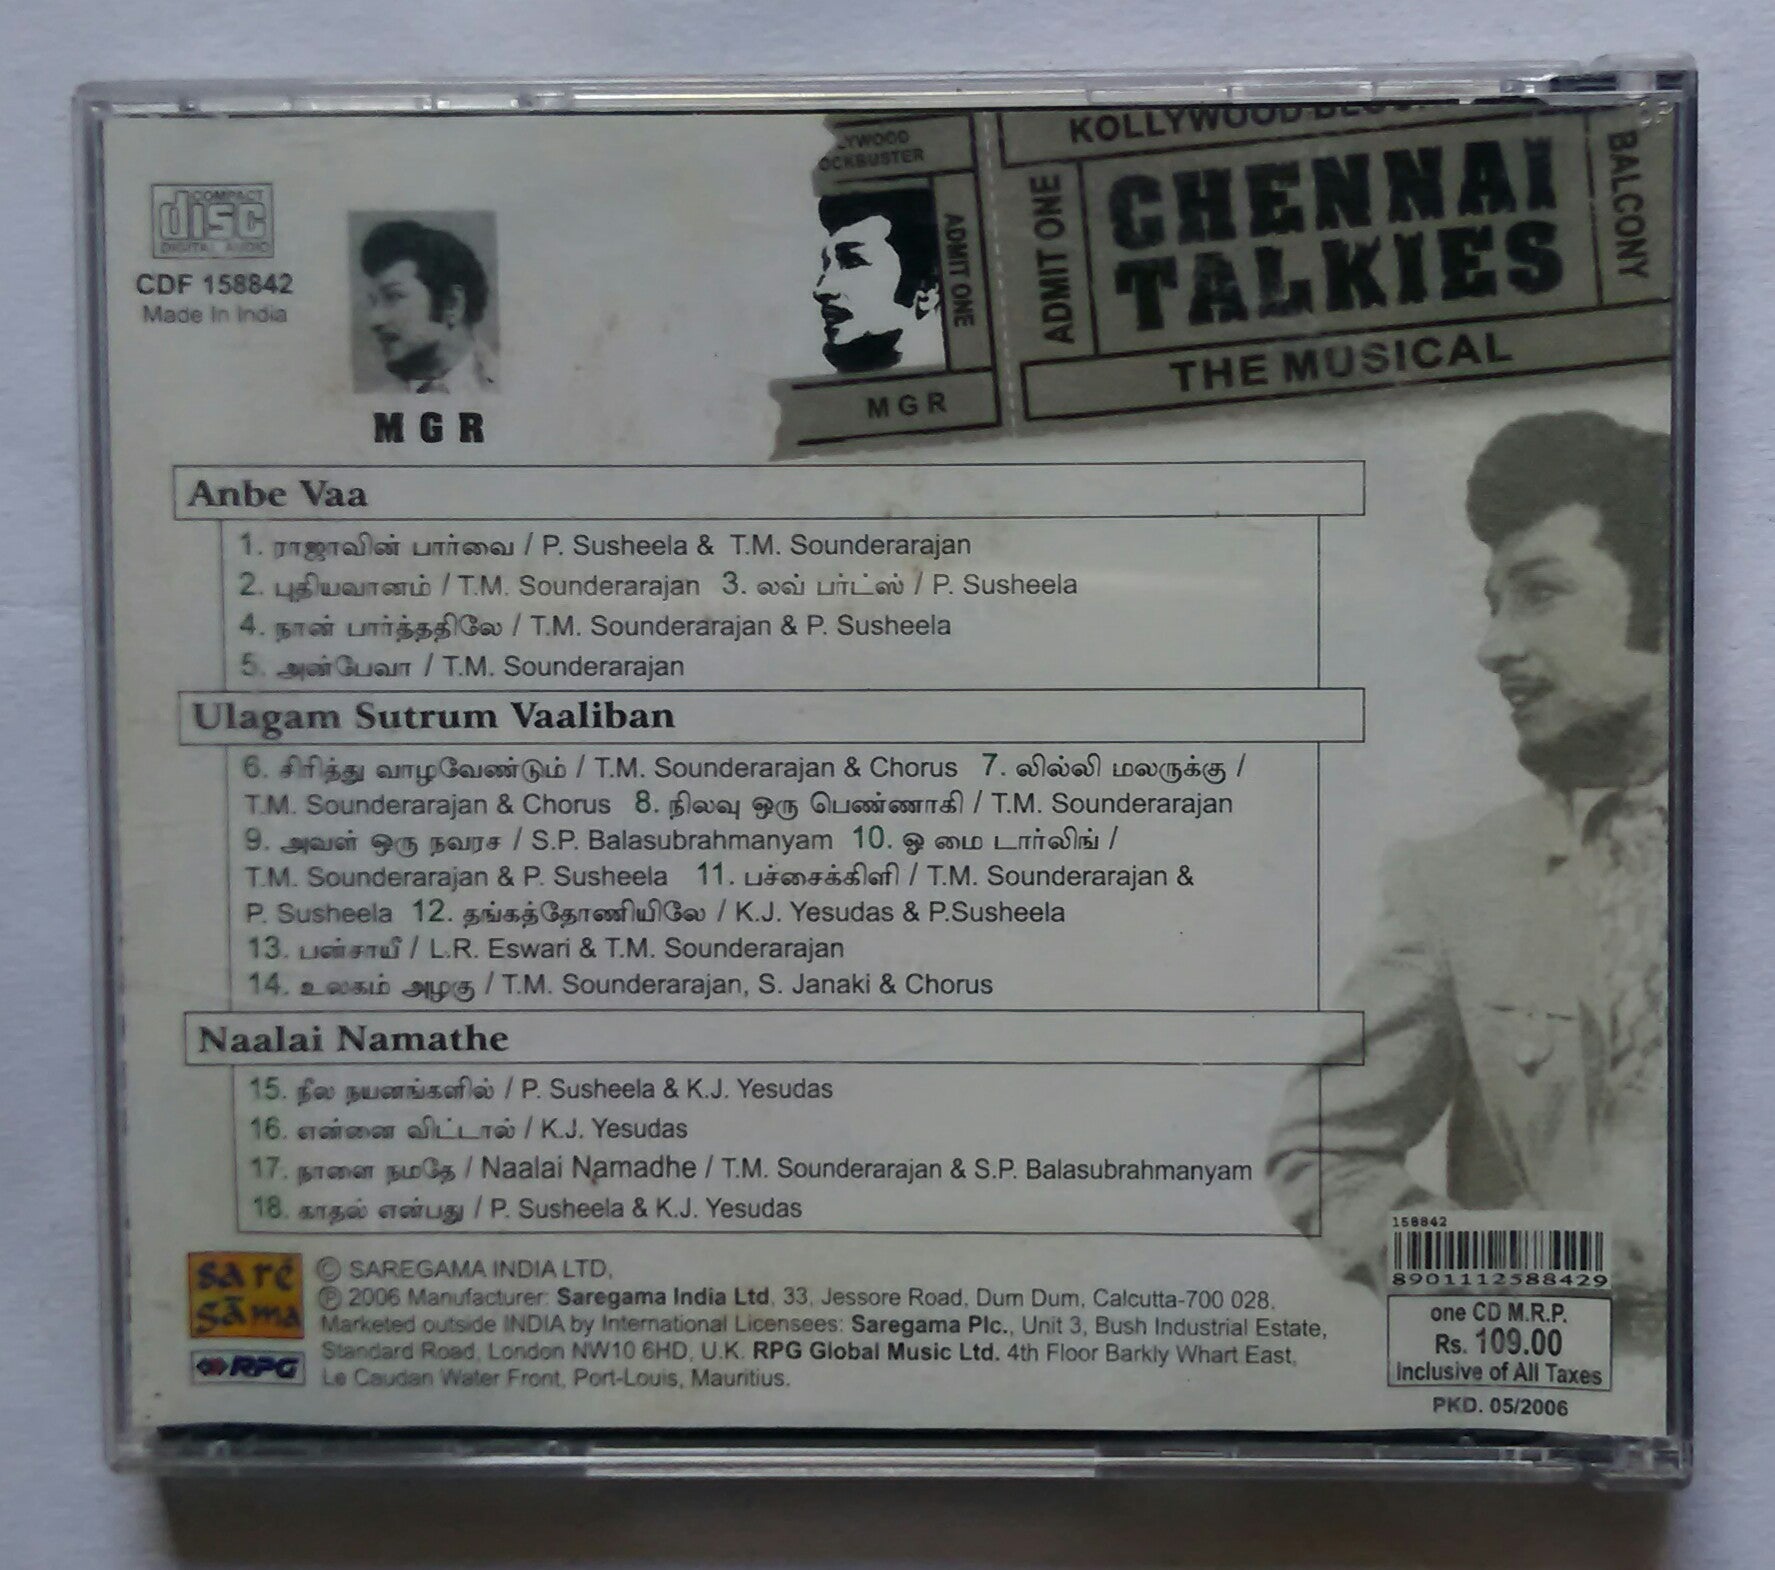 COMPACT
disc
DIGITAL AUDIO
CDF 158842
Made In India
MGR
OCKBUSTER
ADMIT ONE
MGR
KOLLYWOOD
ADMIT ONE
CHENNAI
TALKIES
BALCONY
THE MUSICAL
Anbe Vaa
1. ராஜாவின் பார்வை / P. Susheela & T.M. Sounderarajan
2. புதியவானம் / T.M. Sounderarajan 3. லவ் பர்ட்ஸ் / P. Susheela
4. நான் பார்த்ததிலே / T.M. Sounderarajan & P. Susheela
5. அன்பேவா / T.M. Sounderarajan
Ulagam Sutrum Vaaliban
6. சிரித்து வாழவேண்டும் / T.M. Sounderarajan & Chorus 7. லில்லி மலருக்கு /
T.M. Sounderarajan & Chorus 8. நிலவு ஒரு பெண்ணாகி / T.M. Sounderarajan
9. அவள் ஒரு நவரச / S.P. Balasubrahmanyam 10. ஓ மை டார்லிங் /
T.M. Sounderarajan & P. Susheela 11. பச்சைக்கிளி / T.M. Sounderarajan &
P. Susheela 12. தங்கத்தோணியிலே / K.J. Yesudas & P.Susheela
13. பன்சாயீ / L.R. Eswari & T.M. Sounderarajan
14. உலகம் அழகு / T.M. Sounderarajan, S. Janaki & Chorus
Naalai Namathe
15. நீல நயனங்களில் / P. Susheela & K.J. Yesudas
16. என்னை விட்டால் / K.J. Yesudas
17. நாளை நமதே / Naalai Namadhe / T.M. Sounderarajan & S.P. Balasubrahmanyam
18. காதல் என்பது / P. Susheela & K.J. Yesudas
sa re
gama
RPG
© SAREGAMA INDIA LTD,
℗ 2006 Manufacturer: Saregama India Ltd, 33, Jessore Road, Dum Dum, Calcutta-700 028.
Marketed outside INDIA by International Licensees: Saregama Plc., Unit 3, Bush Industrial Estate,
Standard Road, London NW10 6HD, U.K. RPG Global Music Ltd. 4th Floor Barkly Whart East,
Le Caudan Water Front, Port-Louis, Mauritius.
158842
8901112588429
one CD M.R.P.
Rs. 109.00
Inclusive of All Taxes
PKD. 05/2006